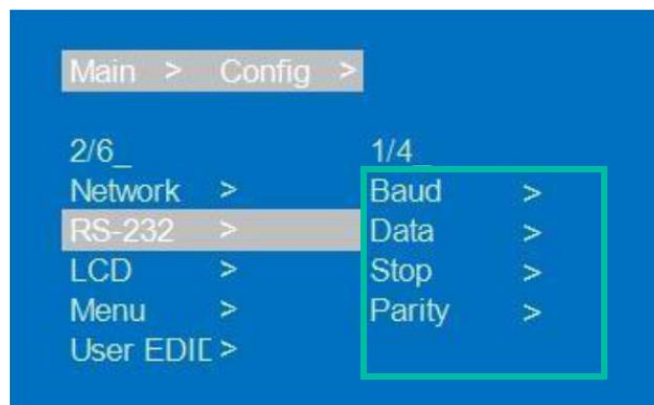 Main > Config >
2/6_ 1/4_
Network > Baud >
RS-232 > Data >
LCD > Stop >
Menu > Parity >
User EDID >